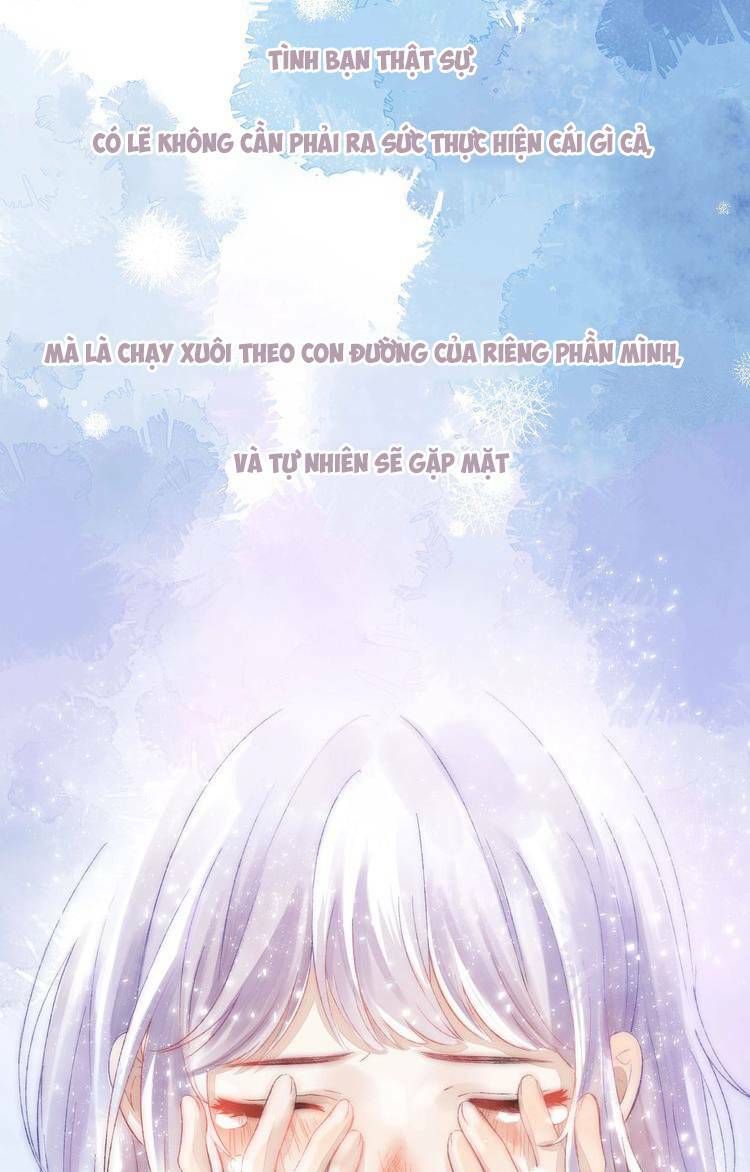 TÌNH BẠN THẬT SỰ,
CÓ LẼ KHÔNG CẦN PHẢI RA SỨC THỰC HIỆN CÁI GÌ CẢ,
MÀ LÀ CHẠY XUÔI THEO CON ĐƯỜNG CỦA RIÊNG PHẦN MÌNH,
VÀ TỰ NHIÊN SẼ GẶP MẶT